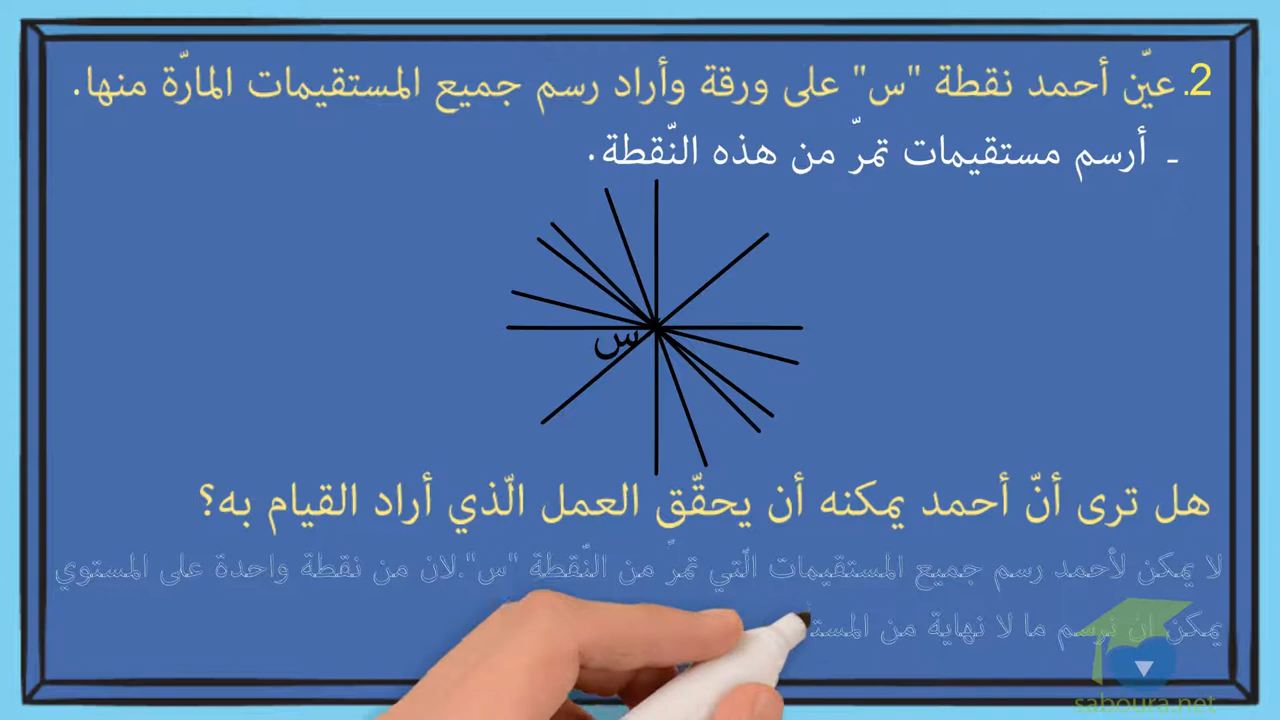 2. عيّن أحمد نقطة "س" على ورقة وأراد رسم جميع المستقيمات المارّة منها.
ـ أرسم مستقيمات تمرّ من هذه النّقطة.
س
هل ترى أنّ أحمد يمكنه أن يحقّق العمل الّذي أراد القيام به؟
لا يمكن لأحمد رسم جميع المستقيمات الّتي تمرّ من النّقطة "س".لان من نقطة واحدة على المستوي
يمكن ان نرسم ما لا نهاية من
saboura.net